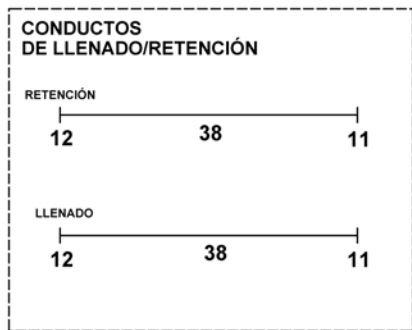 CONDUCTOS
DE LLENADO/RETENCIÓN
RETENCIÓN
12 38 11
LLENADO
12 38 11